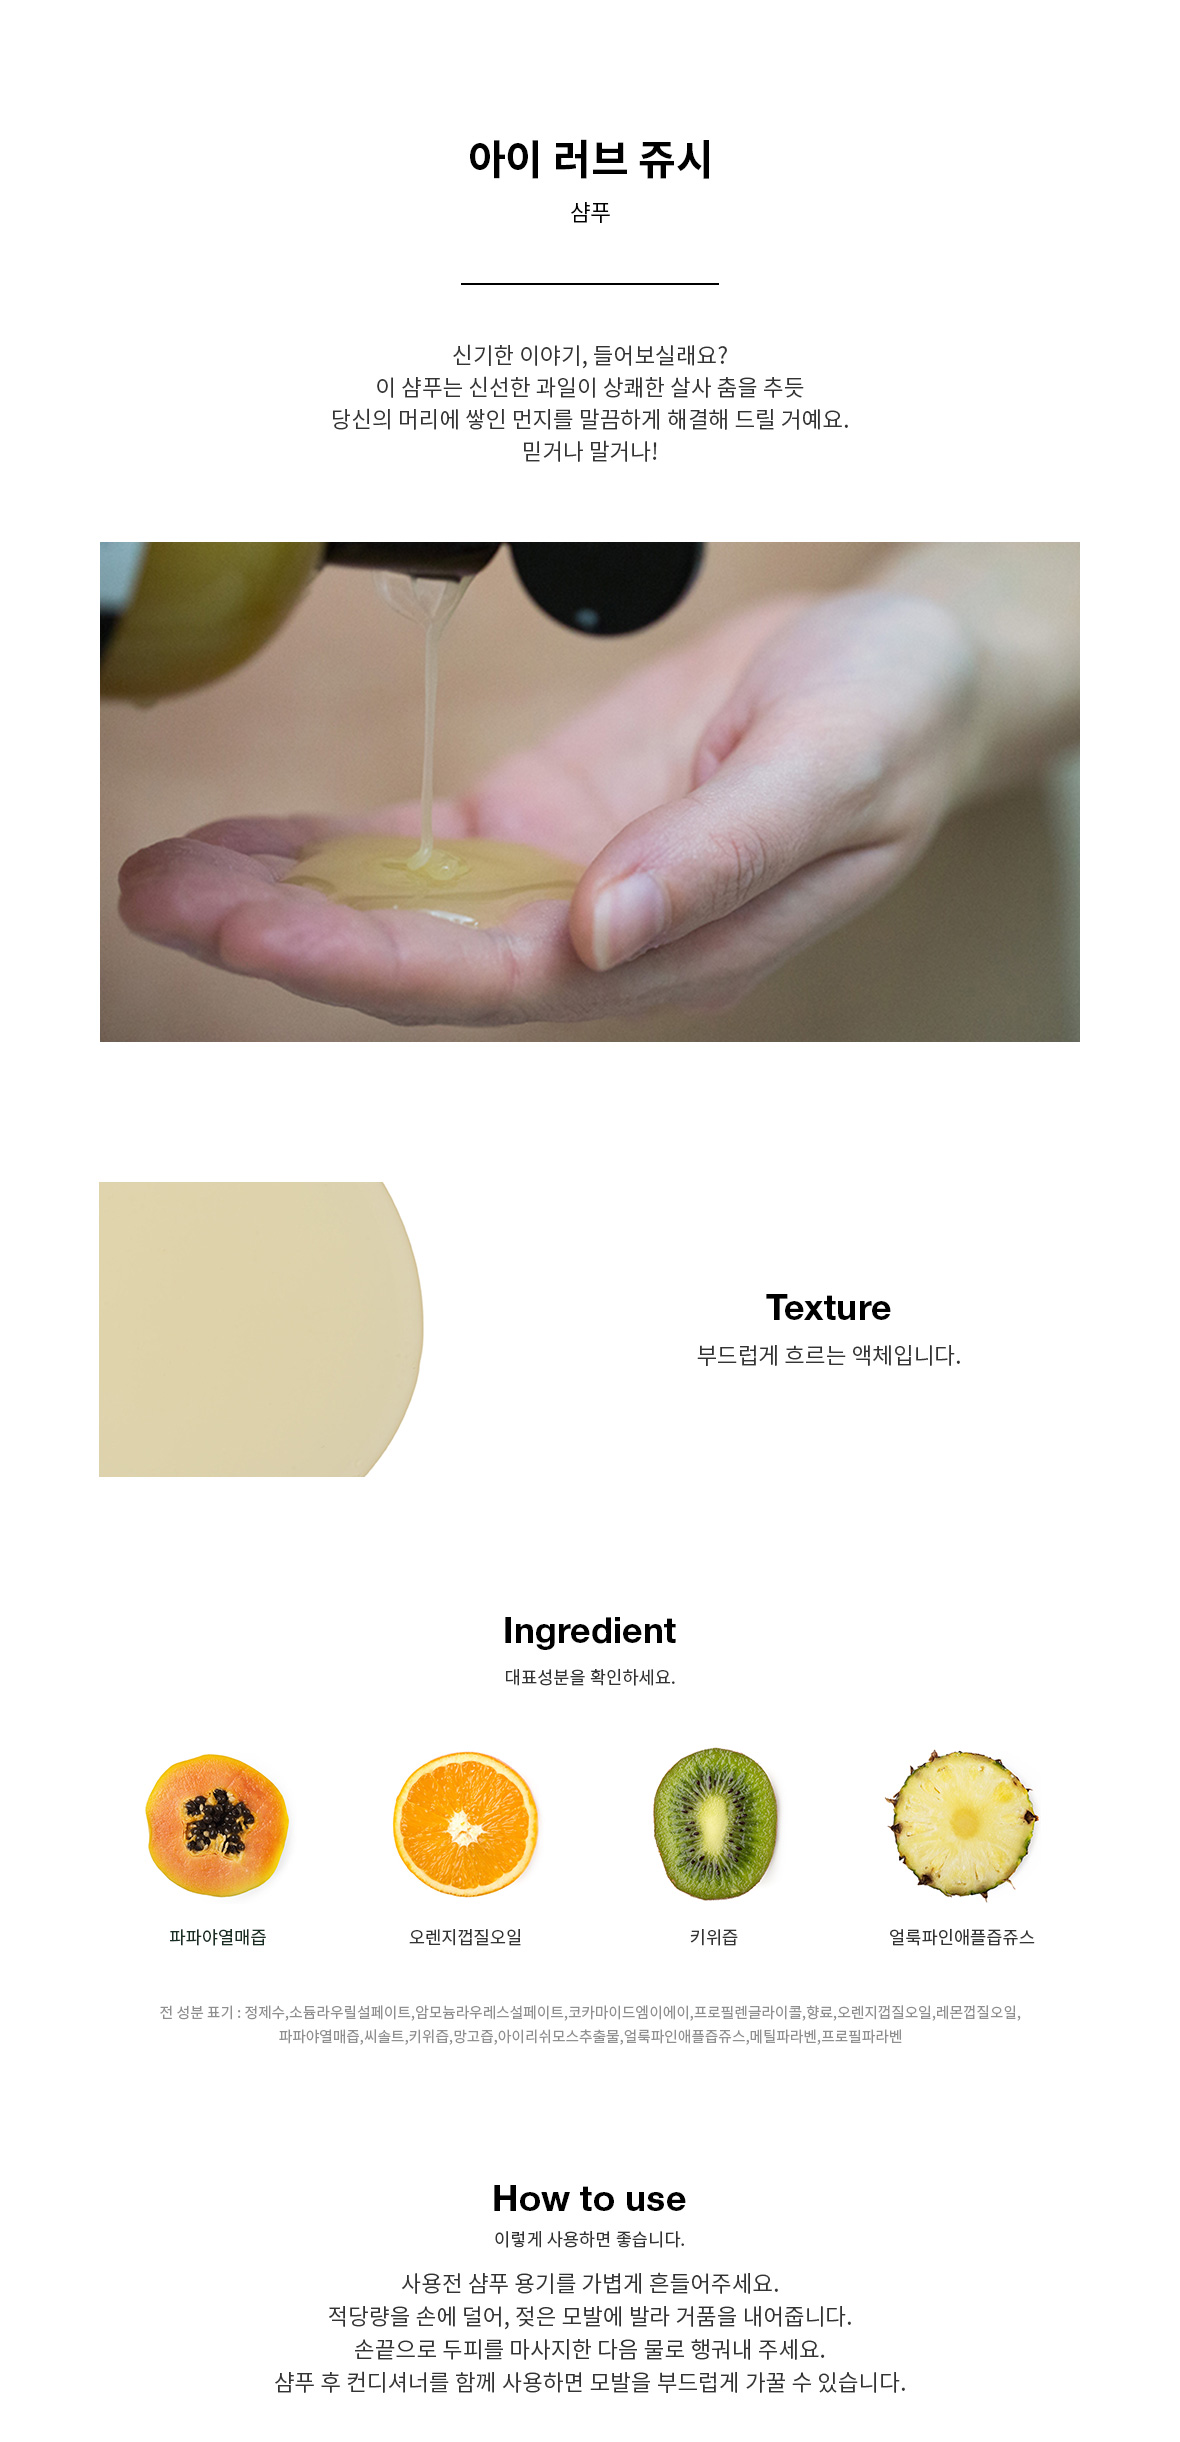 아이 러브 쥬시
샴푸
신기한 이야기, 들어보실래요?
이 샴푸는 신선한 과일이 상쾌한 살사 춤을 추듯
당신의 머리에 쌓인 먼지를 말끔하게 해결해 드릴 거예요.
믿거나 말거나!
Texture
부드럽게 흐르는 액체입니다.
Ingredient
대표성분을 확인하세요.
파파야열매즙
오렌지껍질오일
키위즙
얼룩파인애플즙쥬스
전 성분 표기 : 정제수,소듐라우릴설페이트,암모늄라우레스설페이트,코카마이드엠이에이,프로필렌글라이콜,향료,오렌지껍질오일,레몬껍질오일,
파파야열매즙,씨솔트,키위즙,망고즙,아이리쉬모스추출물,얼룩파인애플즙쥬스,메틸파라벤,프로필파라벤
How to use
이렇게 사용하면 좋습니다.
사용전 샴푸 용기를 가볍게 흔들어주세요.
적당량을 손에 덜어, 젖은 모발에 발라 거품을 내어줍니다.
손끝으로 두피를 마사지한 다음 물로 행궈내 주세요.
샴푸 후 컨디셔너를 함께 사용하면 모발을 부드럽게 가꿀 수 있습니다.